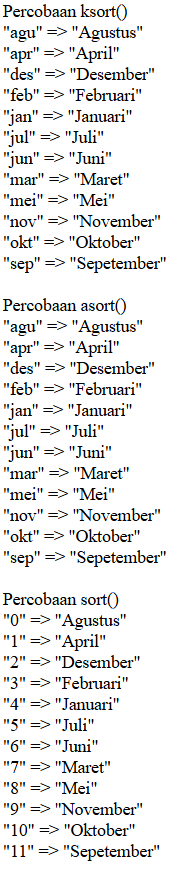 Percobaan ksort()
"agu" => "Agustus"
"apr" => "April"
"des" => "Desember"
"feb" => "Februari"
"jan" => "Januari"
"jul" => "Juli"
"jun" => "Juni"
"mar" => "Maret"
"mei" => "Mei"
"nov" => "November"
"okt" => "Oktober"
"sep" => "Sepetember"

Percobaan asort()
"agu" => "Agustus"
"apr" => "April"
"des" => "Desember"
"feb" => "Februari"
"jan" => "Januari"
"jul" => "Juli"
"jun" => "Juni"
"mar" => "Maret"
"mei" => "Mei"
"nov" => "November"
"okt" => "Oktober"
"sep" => "Sepetember"

Percobaan sort()
"0" => "Agustus"
"1" => "April"
"2" => "Desember"
"3" => "Februari"
"4" => "Januari"
"5" => "Juli"
"6" => "Juni"
"7" => "Maret"
"8" => "Mei"
"9" => "November"
"10" => "Oktober"
"11" => "Sepetember"